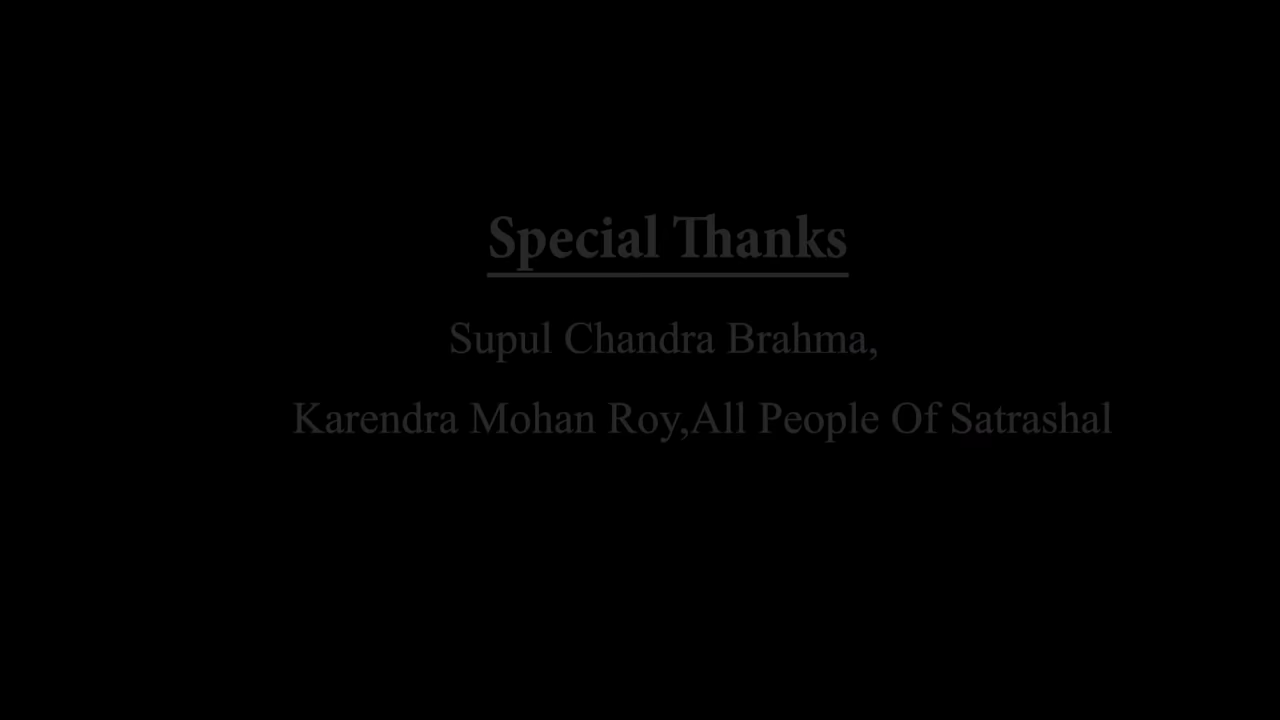 Special Thanks
Supul Chandra Brahma,
Karendra Mohan Roy,All People Of Satrashal